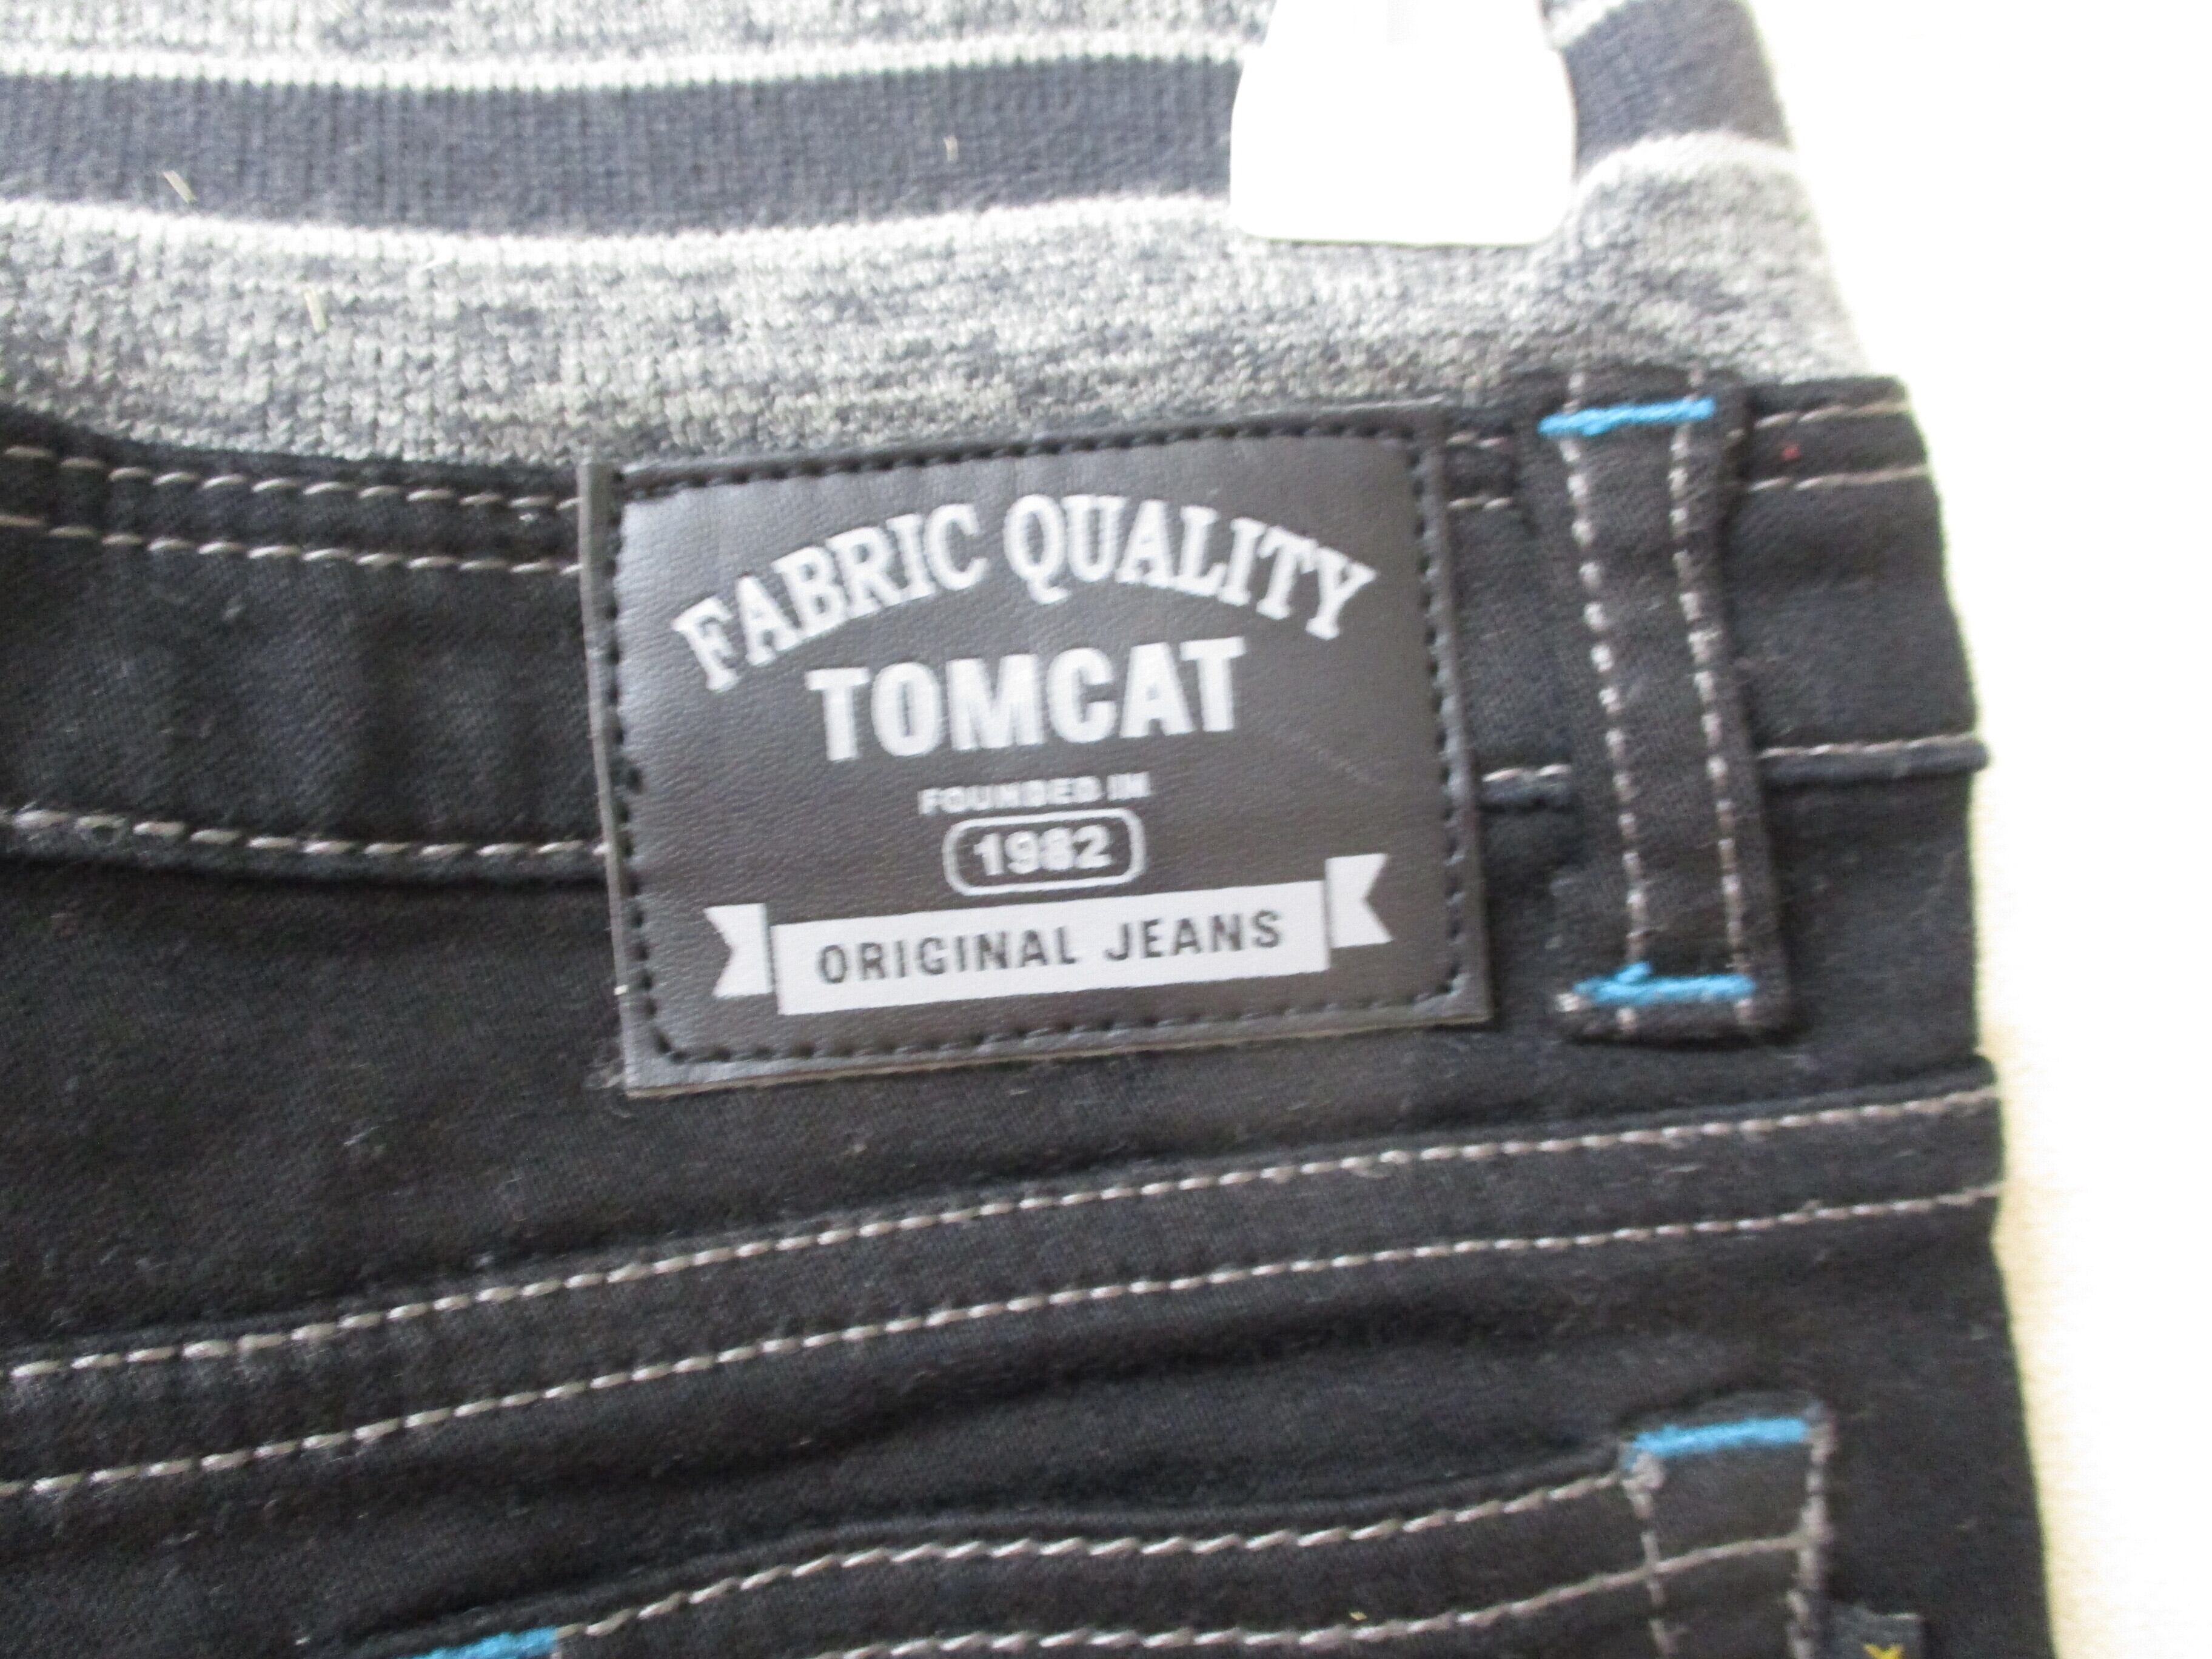 FABRIC QUALITY
TOMCAT
FOUNDED IN
1982
ORIGINAL JEANS